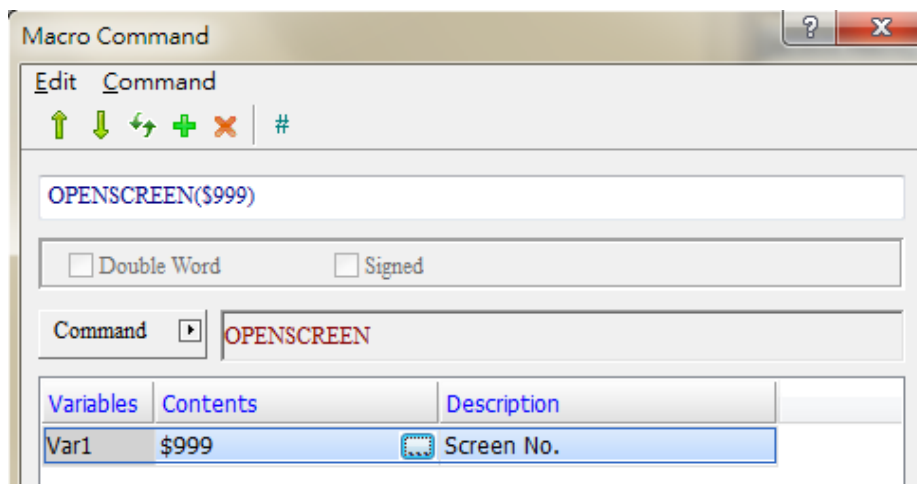 Macro Command
?
X
Edit Command
#
OPENSCREEN($999)
Double Word Signed
Command OPENSCREEN
Variables Contents Description
Var1 $999 ... Screen No.